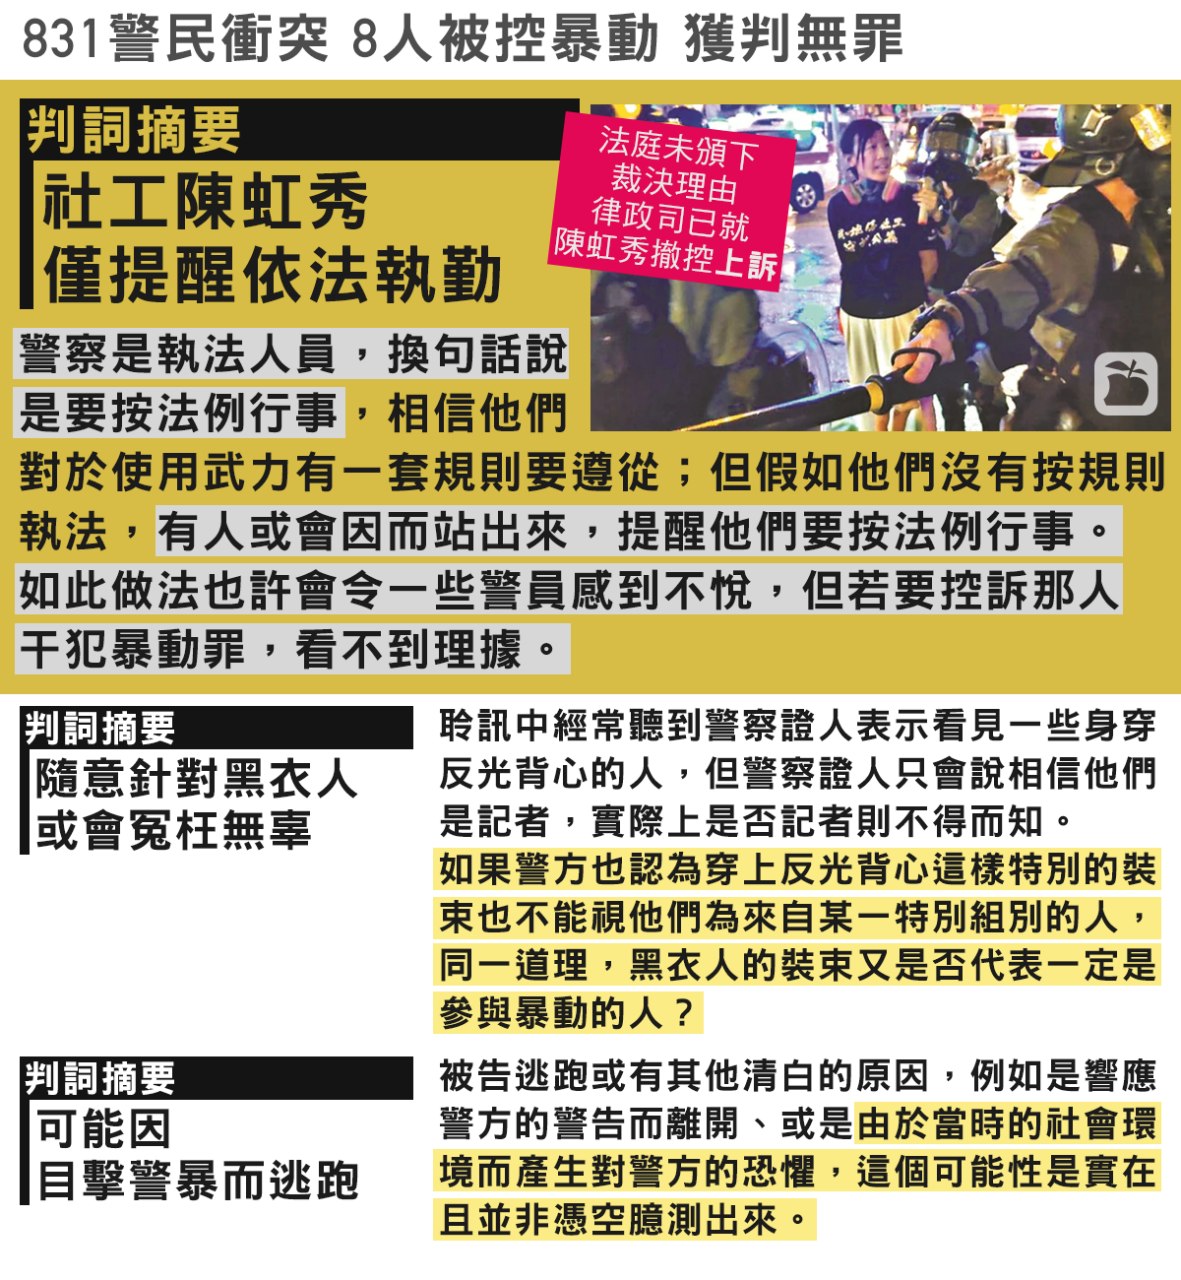 831警民衝突 8人被控暴動 獲判無罪
判詞摘要
社工陳虹秀
僅提醒依法執勤
法庭未頒下
裁決理由
律政司已就
陳虹秀撤控上訴
警察是執法人員，換句話說
是要按法例行事，相信他們
對於使用武力有一套規則要遵從；但假如他們沒有按規則
執法，有人或會因而站出來，提醒他們要按法例行事。
如此做法也許會令一些警員感到不悅，但若要控訴那人
干犯暴動罪，看不到理據。
判詞摘要
隨意針對黑衣人
或會冤枉無辜
聆訊中經常聽到警察證人表示看見一些身穿
反光背心的人，但警察證人只會說相信他們
是記者，實際上是否記者則不得而知。
如果警方也認為穿上反光背心這樣特別的裝
束也不能視他們為來自某一特別組別的人，
同一道理，黑衣人的裝束又是否代表一定是
參與暴動的人？
判詞摘要
可能因
目擊警暴而逃跑
被告逃跑或有其他清白的原因，例如是響應
警方的警告而離開、或是由於當時的社會環
境而產生對警方的恐懼，這個可能性是實在
且並非憑空臆測出來。